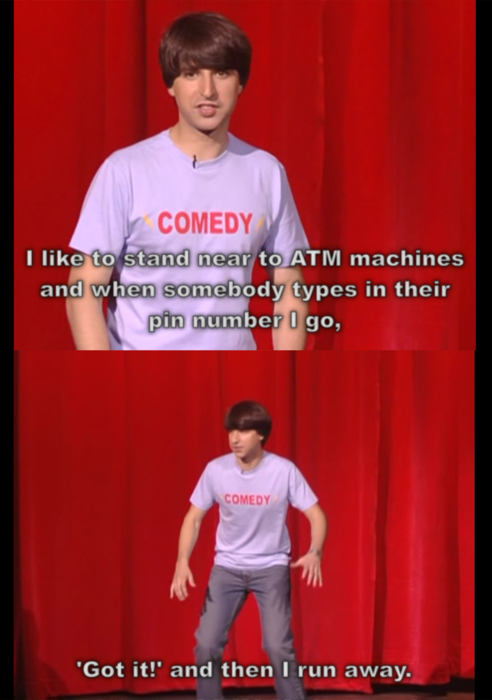 COMEDY
I like to stand near to ATM machines
and when somebody types in their
pin number I go,
COMEDY
'Got it!' and then I run away.